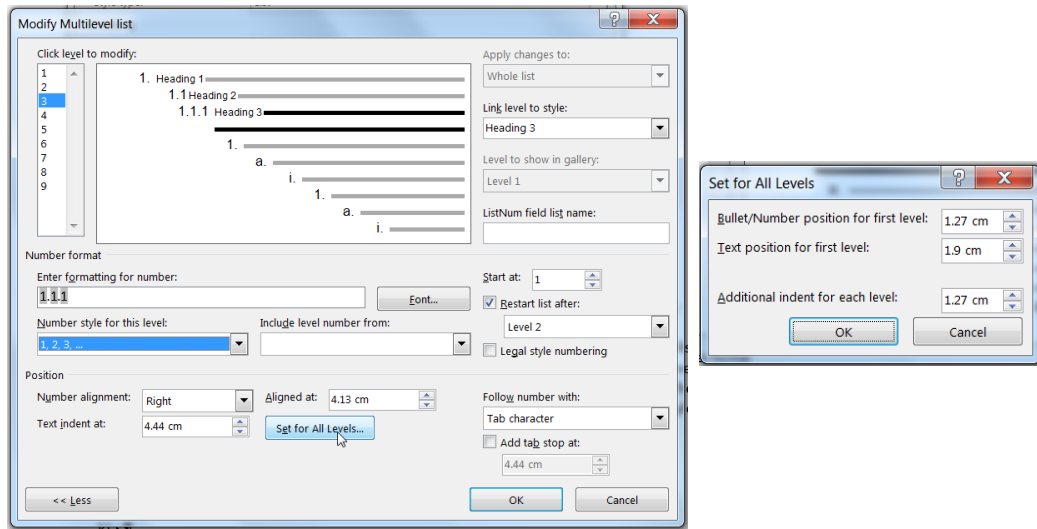 Modify Multilevel list
Click level to modify:
1
2
3
4
5
6
7
8
9
1. Heading 1
1.1 Heading 2
1.1.1 Heading 3
1.
a.
i.
1.
a.
i.
Apply changes to:
Whole list
Link level to style:
Heading 3
Level to show in gallery:
Level 1
ListNum field list name:
Number format
Enter formatting for number:
1.1.1
Font...
Number style for this level:
1, 2, 3, ...
Include level number from:
Start at: 1
Restart list after:
Level 2
Legal style numbering
Position
Number alignment: Right
Aligned at: 4.13 cm
Text indent at: 4.44 cm
Set for All Levels...
Follow number with:
Tab character
Add tab stop at:
4.44 cm
<< Less
OK
Cancel
Set for All Levels
Bullet/Number position for first level: 1.27 cm
Text position for first level: 1.9 cm
Additional indent for each level: 1.27 cm
OK
Cancel